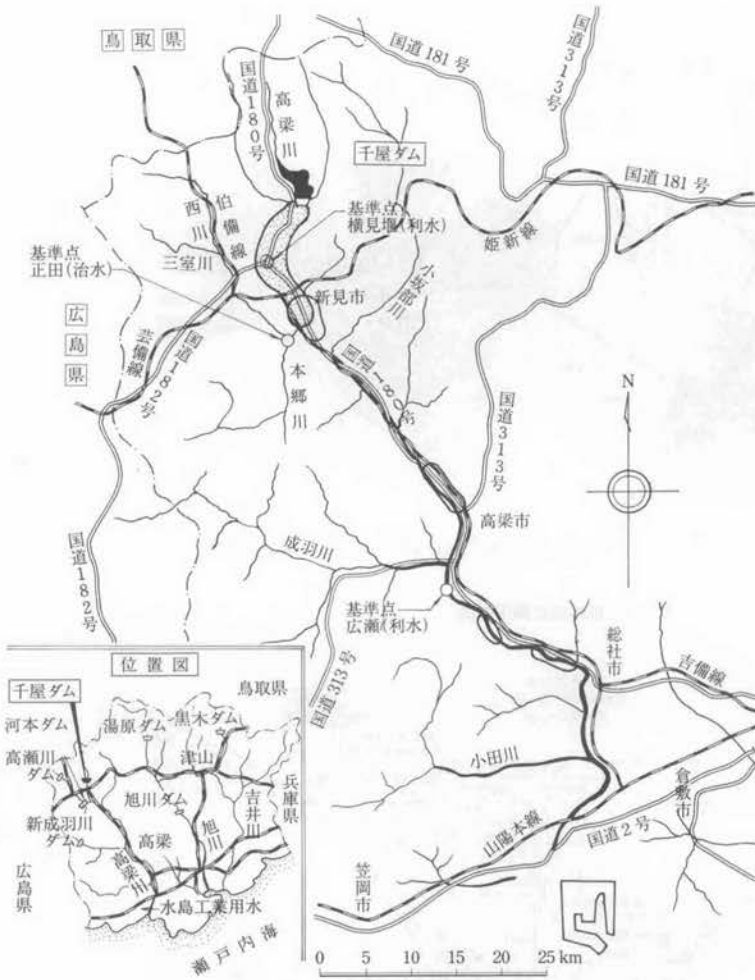 鳥取県
国道180号
高梁川
国道181号
国道313号
千屋ダム
国道181号
西川
伯備線
基準点
横見堰(利水)
姫新線
基準点
正田(治水)
三室川
小坂部川
新見市
広島県
芸備線
国道182号
本郷川
国道180号
国道313号
N
高梁市
成羽川
国道182号
基準点
広瀬(利水)
総社市
吉備線
国道313号
小田川
倉敷市
山陽本線
国道2号
笠岡市
0 5 10 15 20 25 km
位置図
千屋ダム
鳥取県
河本ダム
湯原ダム
黒木ダム
高瀬川
ダム
津山
兵庫県
旭川ダム
吉井川
新成羽川
ダム
高梁
旭川
高梁川
広島県
水島工業用水
瀬戸内海